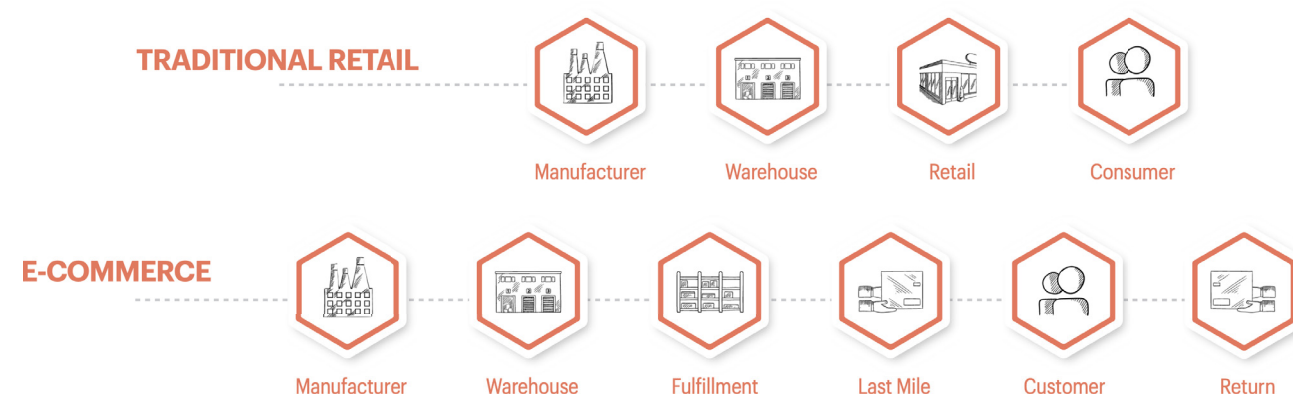 TRADITIONAL RETAIL
Manufacturer Warehouse Retail Consumer
E-COMMERCE
Manufacturer Warehouse Fulfillment Last Mile Customer Return